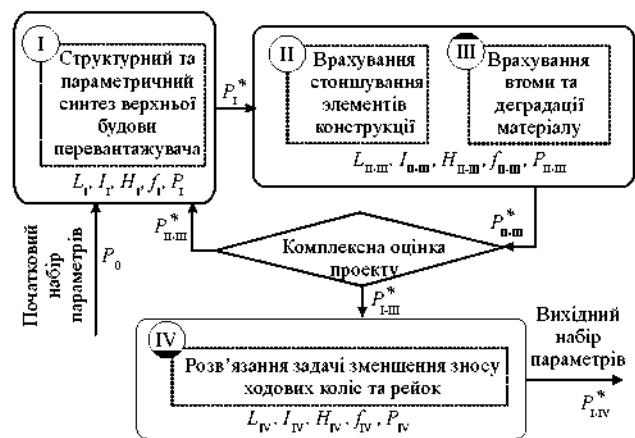 I
Структурний та
параметричний
синтез верхньої
будови
перевантажувача
L_I, I_I, H_I, f_I, P_I
P_I^*
II
Врахування
стоншування
элементів
конструкції
III
Врахування
втоми та
деградації
матеріалу
L_II-III, I_II-III, H_II-III, f_II-III, P_II-III
P_II-III^*
P_II-III^*
Комплексна оцінка
проекту
Початковий
набір
параметрів
P_0
P_I-III^*
IV
Розв’язання задачі зменшення зносу
ходових коліс та рейок
L_IV, I_IV, H_IV, f_IV, P_IV
Вихідний
набір
параметрів
P_I-IV^*